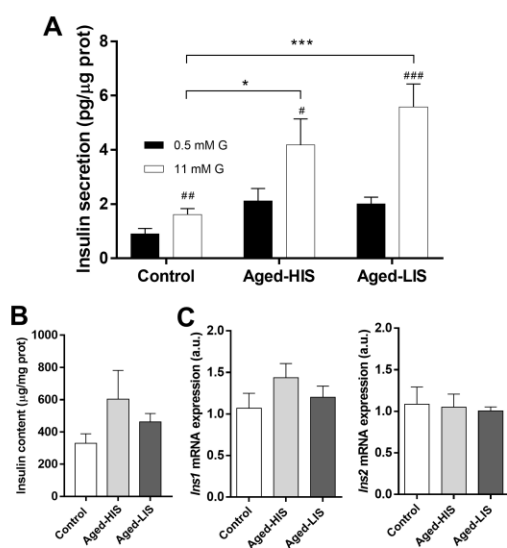 A
Insulin secretion (pg/µg prot)
8
6
4
2
0
***
*
##
#
###
0.5 mM G
11 mM G
Control
Aged-HIS
Aged-LIS
B
Insulin content (µg/mg prot)
1000
800
600
400
200
0
Control
Aged-HIS
Aged-LIS
C
Ins1 mRNA expression (a.u.)
2.0
1.5
1.0
0.5
0.0
Control
Aged-HIS
Aged-LIS
Ins2 mRNA expression (a.u.)
2.0
1.5
1.0
0.5
0.0
Control
Aged-HIS
Aged-LIS